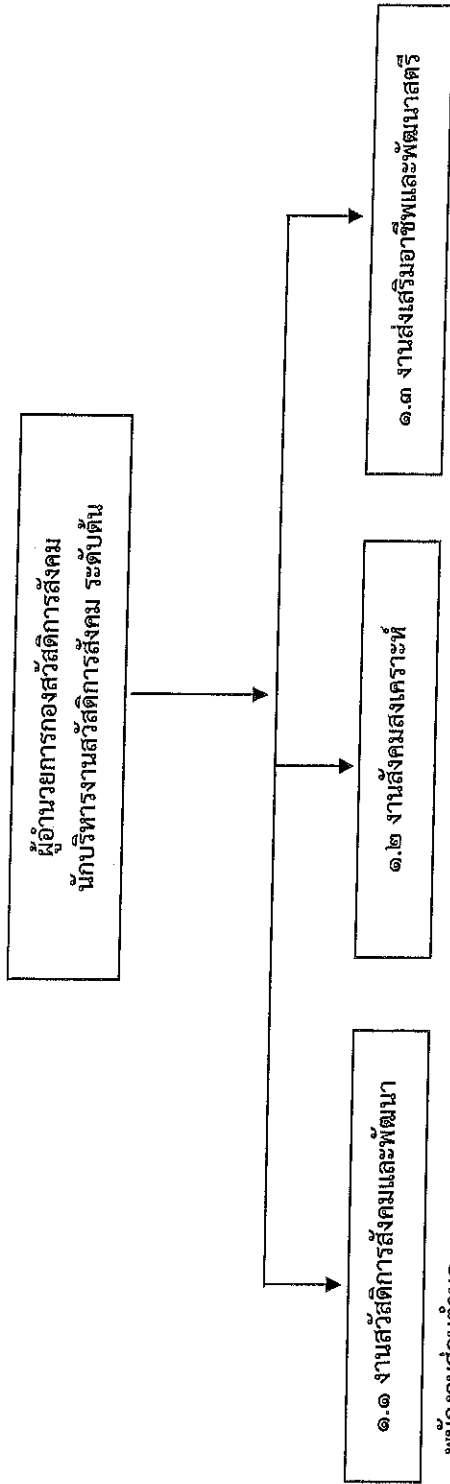 ผู้อำนวยการกองสวัสดิการสังคม
นักบริหารงานสวัสดิการสังคม ระดับต้น
๑.๑ งานสวัสดิการสังคมและพัฒนา
๑.๒ งานสังคมสงเคราะห์
๑.๓ งานส่งเสริมอาชีพและพัฒนาสตรี